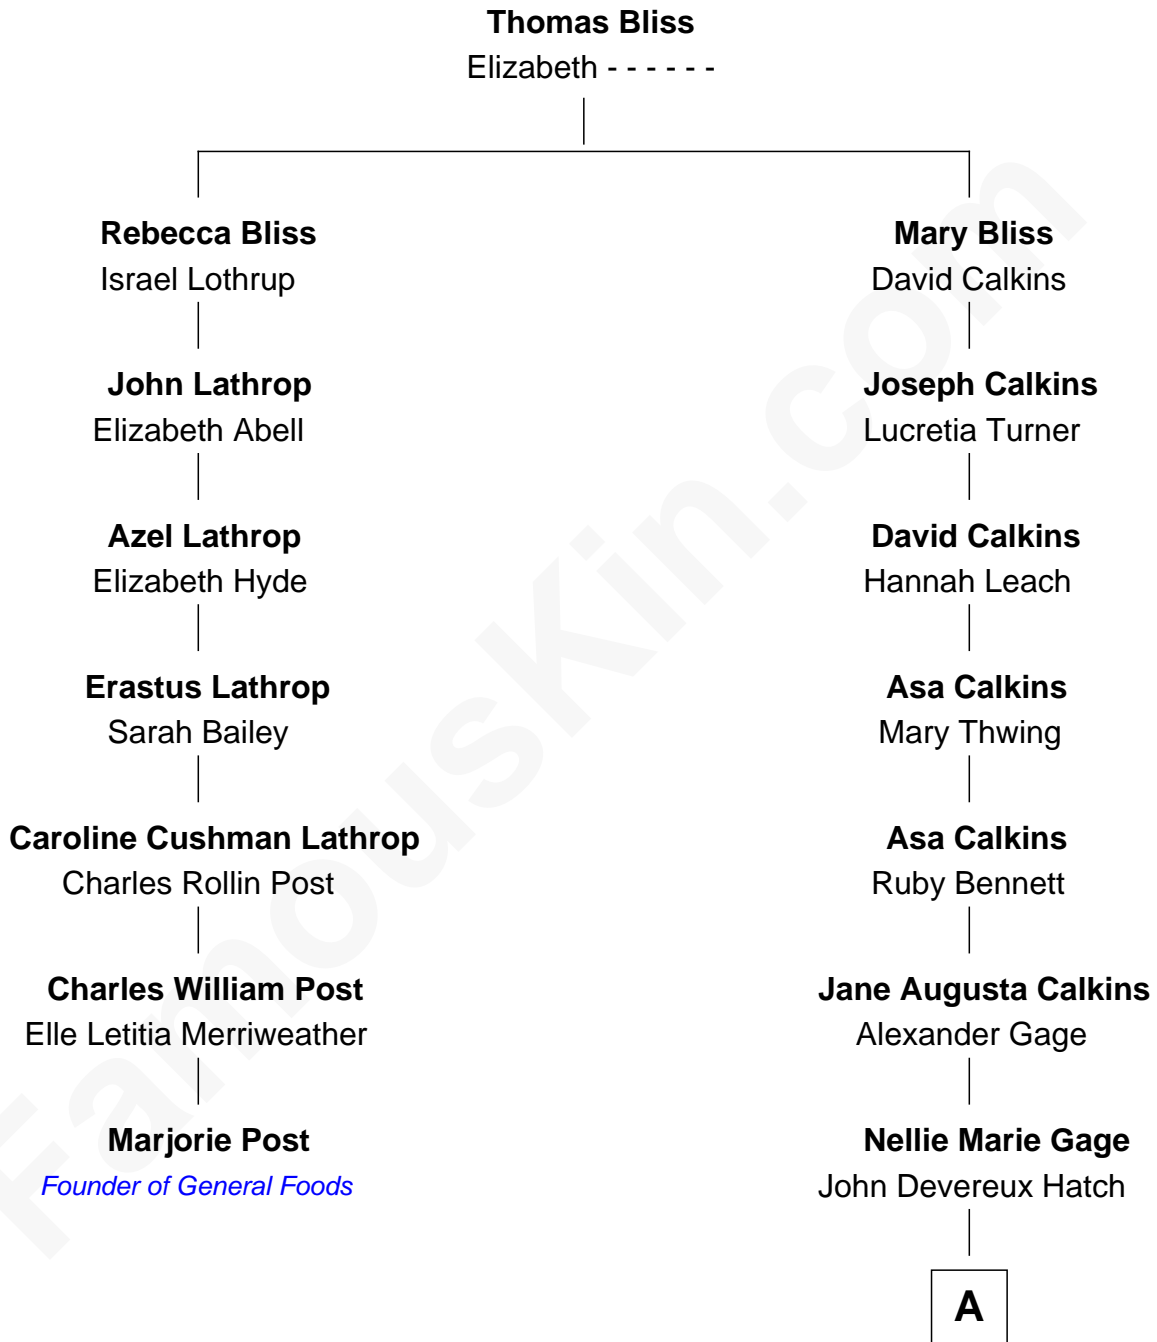 Thomas Bliss
Elizabeth - - - - - -
Rebecca Bliss
Israel Lothrup
Mary Bliss
David Calkins
John Lathrop
Elizabeth Abell
Joseph Calkins
Lucretia Turner
Azel Lathrop
Elizabeth Hyde
David Calkins
Hannah Leach
Erastus Lathrop
Sarah Bailey
Asa Calkins
Mary Thwing
Caroline Cushman Lathrop
Charles Rollin Post
Asa Calkins
Ruby Bennett
Charles William Post
Elle Letitia Merriweather
Jane Augusta Calkins
Alexander Gage
Marjorie Post
Founder of General Foods
Nellie Marie Gage
John Devereux Hatch
A
FamousKin.com